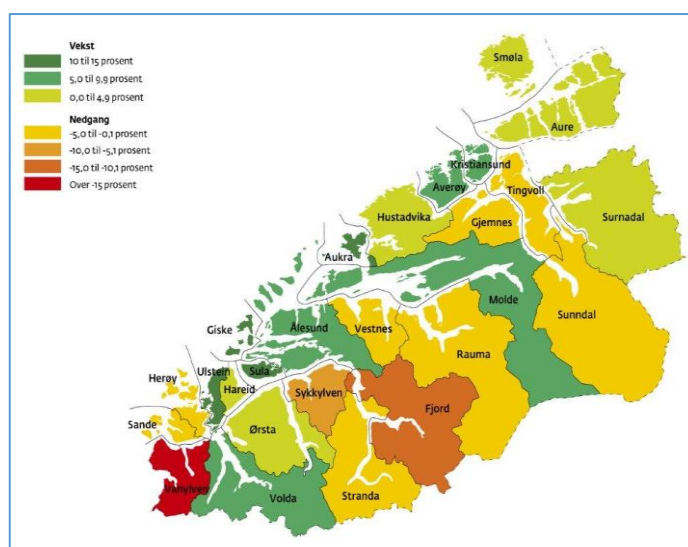 Vekst
10 til 15 prosent
5,0 til 9,9 prosent
0,0 til 4,9 prosent
Nedgang
-5,0 til -0,1 prosent
-10,0 til -5,1 prosent
-15,0 til -10,1 prosent
Over -15 prosent
Smøla
Aure
Kristiansund
Averøy
Tingvoll
Hustadvika
Gjemnes
Surnadal
Aukra
Molde
Sunndal
Giske
Ålesund
Vestnes
Rauma
Ulstein
Sula
Herøy
Hareid
Sykkylven
Fjord
Sande
Ørsta
Vanylven
Volda
Stranda